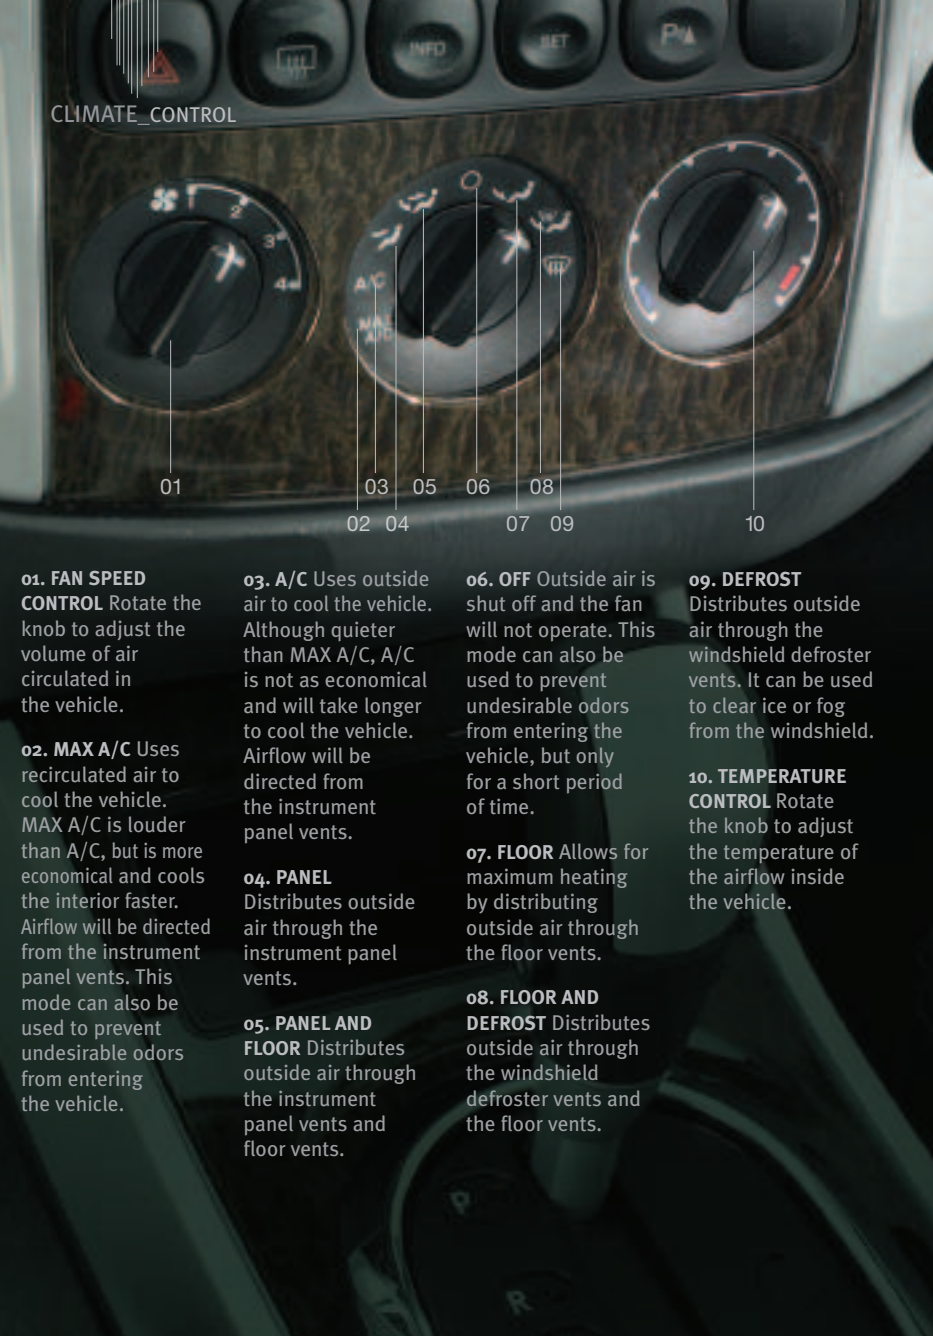 INFO
SET
P
CLIMATE_CONTROL
1
2
3
4
A/C
MAX
A/C
01
03 05 06 08
02 04 07 09 10
01. FAN SPEED
CONTROL Rotate the
knob to adjust the
volume of air
circulated in
the vehicle.
02. MAX A/C Uses
recirculated air to
cool the vehicle.
MAX A/C is louder
than A/C, but is more
economical and cools
the interior faster.
Airflow will be directed
from the instrument
panel vents. This
mode can also be
used to prevent
undesirable odors
from entering
the vehicle.
03. A/C Uses outside
air to cool the vehicle.
Although quieter
than MAX A/C, A/C
is not as economical
and will take longer
to cool the vehicle.
Airflow will be
directed from
the instrument
panel vents.
04. PANEL
Distributes outside
air through the
instrument panel
vents.
05. PANEL AND
FLOOR Distributes
outside air through
the instrument
panel vents and
floor vents.
06. OFF Outside air is
shut off and the fan
will not operate. This
mode can also be
used to prevent
undesirable odors
from entering the
vehicle, but only
for a short period
of time.
07. FLOOR Allows for
maximum heating
by distributing
outside air through
the floor vents.
08. FLOOR AND
DEFROST Distributes
outside air through
the windshield
defroster vents and
the floor vents.
09. DEFROST
Distributes outside
air through the
windshield defroster
vents. It can be used
to clear ice or fog
from the windshield.
10. TEMPERATURE
CONTROL Rotate
the knob to adjust
the temperature of
the airflow inside
the vehicle.
P
R